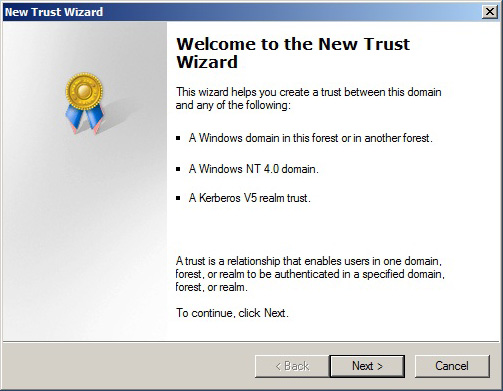 New Trust Wizard
Welcome to the New Trust
Wizard
This wizard helps you create a trust between this domain
and any of the following:
▪ A Windows domain in this forest or in another forest.
▪ A Windows NT 4.0 domain.
▪ A Kerberos V5 realm trust.
A trust is a relationship that enables users in one domain,
forest, or realm to be authenticated in a specified domain,
forest, or realm.
To continue, click Next.
< Back
Next >
Cancel